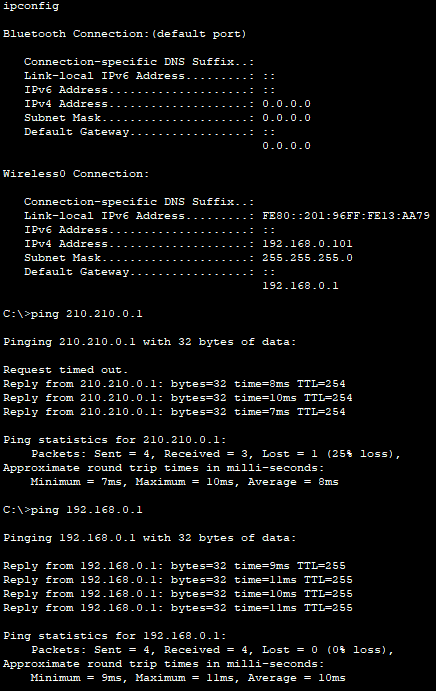 ipconfig
Bluetooth Connection:(default port)
Connection-specific DNS Suffix..:
Link-local IPv6 Address.........: ::
IPv6 Address....................: ::
IPv4 Address....................: 0.0.0.0
Subnet Mask.....................: 0.0.0.0
Default Gateway.................: ::
0.0.0.0
Wireless0 Connection:
Connection-specific DNS Suffix..:
Link-local IPv6 Address.........: FE80::201:96FF:FE13:AA79
IPv6 Address....................: ::
IPv4 Address....................: 192.168.0.101
Subnet Mask.....................: 255.255.255.0
Default Gateway.................: ::
192.168.0.1
C:\>ping 210.210.0.1
Pinging 210.210.0.1 with 32 bytes of data:
Request timed out.
Reply from 210.210.0.1: bytes=32 time=8ms TTL=254
Reply from 210.210.0.1: bytes=32 time=10ms TTL=254
Reply from 210.210.0.1: bytes=32 time=7ms TTL=254
Ping statistics for 210.210.0.1:
Packets: Sent = 4, Received = 3, Lost = 1 (25% loss),
Approximate round trip times in milli-seconds:
Minimum = 7ms, Maximum = 10ms, Average = 8ms
C:\>ping 192.168.0.1
Pinging 192.168.0.1 with 32 bytes of data:
Reply from 192.168.0.1: bytes=32 time=9ms TTL=255
Reply from 192.168.0.1: bytes=32 time=11ms TTL=255
Reply from 192.168.0.1: bytes=32 time=10ms TTL=255
Reply from 192.168.0.1: bytes=32 time=11ms TTL=255
Ping statistics for 192.168.0.1:
Packets: Sent = 4, Received = 4, Lost = 0 (0% loss),
Approximate round trip times in milli-seconds:
Minimum = 9ms, Maximum = 11ms, Average = 10ms